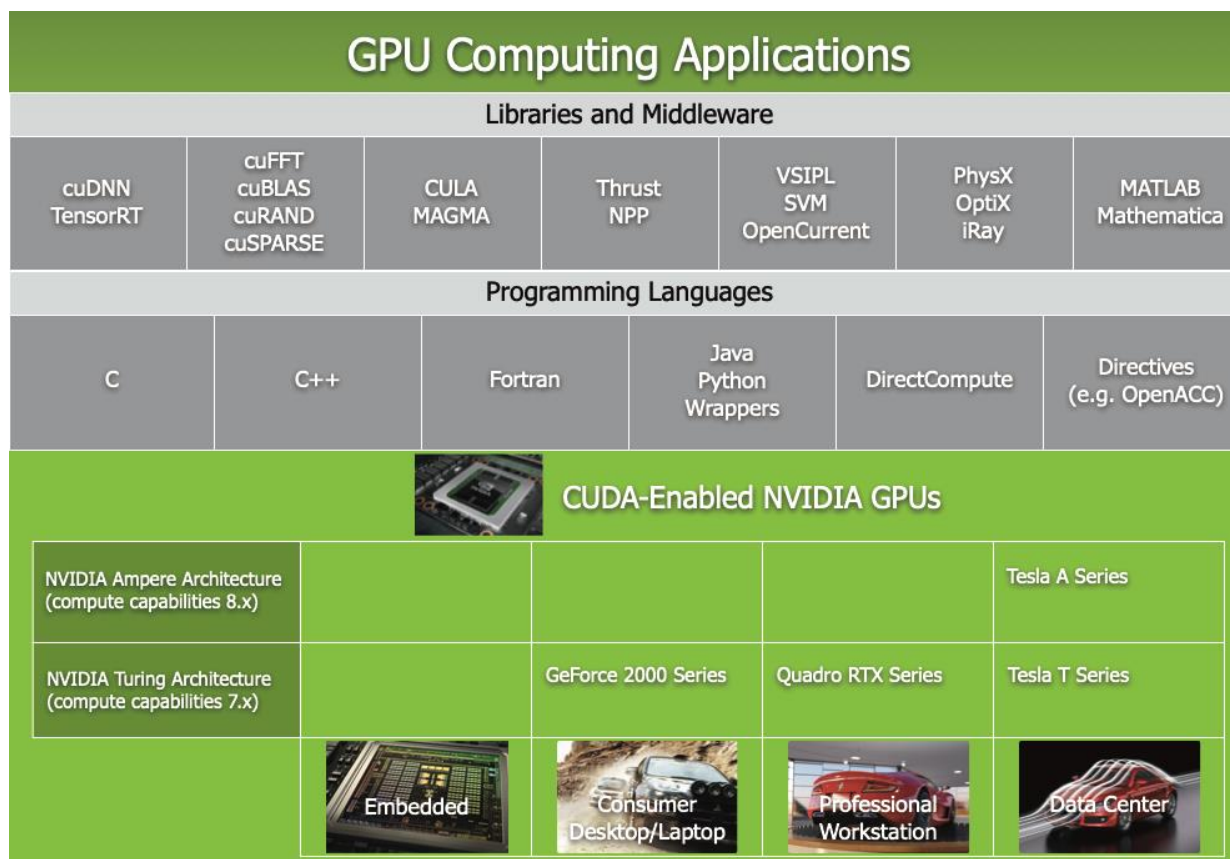 GPU Computing Applications
Libraries and Middleware
cuDNN
TensorRT
cuFFT
cuBLAS
cuRAND
cuSPARSE
CULA
MAGMA
Thrust
NPP
VSIPL
SVM
OpenCurrent
PhysX
OptiX
iRay
MATLAB
Mathematica
Programming Languages
C
C++
Fortran
Java
Python
Wrappers
DirectCompute
Directives
(e.g. OpenACC)
CUDA-Enabled NVIDIA GPUs
NVIDIA Ampere Architecture
(compute capabilities 8.x)
Tesla A Series
NVIDIA Turing Architecture
(compute capabilities 7.x)
GeForce 2000 Series
Quadro RTX Series
Tesla T Series
Embedded
Consumer
Desktop/Laptop
Professional
Workstation
Data Center